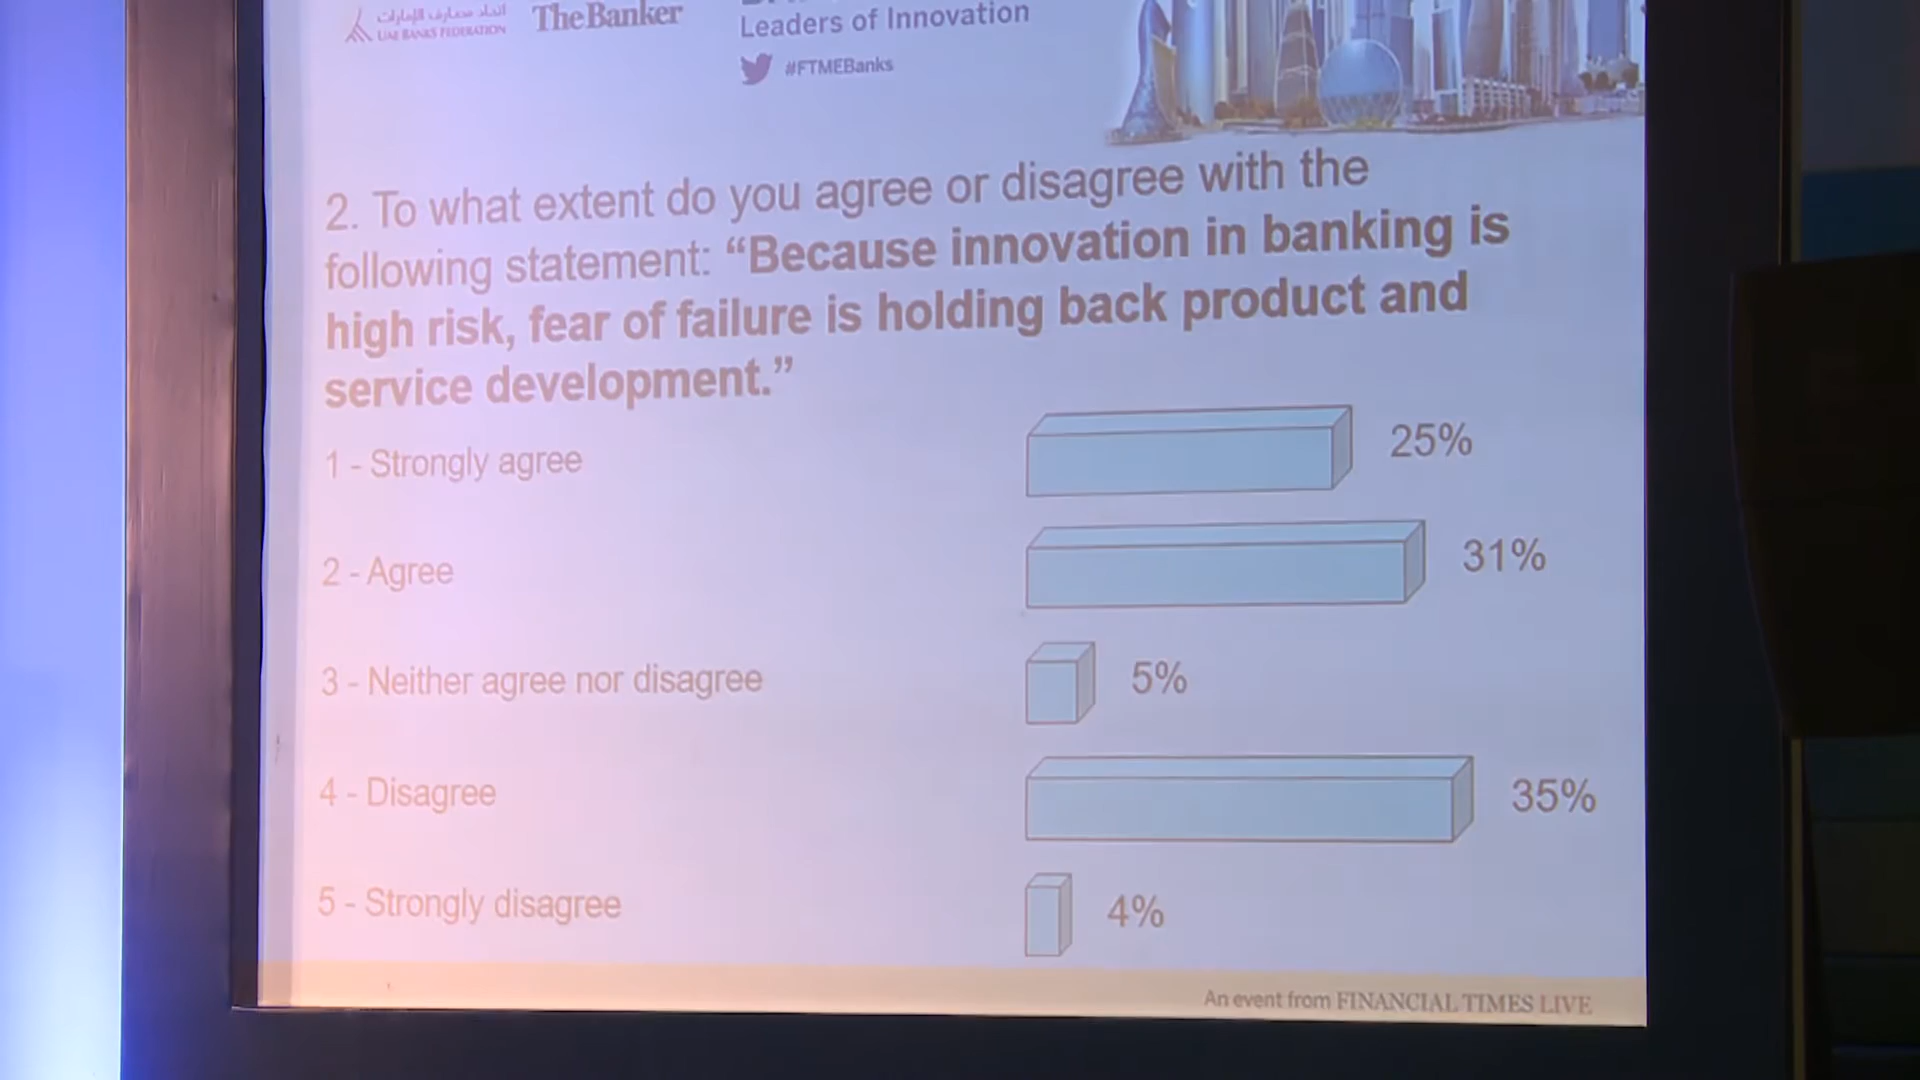 اتحاد مصارف الإمارات
UAE BANKS FEDERATION
The Banker
Leaders of Innovation
#FTMEBanks
2. To what extent do you agree or disagree with the
following statement: “Because innovation in banking is
high risk, fear of failure is holding back product and
service development.”
1 - Strongly agree 25%
2 - Agree 31%
3 - Neither agree nor disagree 5%
4 - Disagree 35%
5 - Strongly disagree 4%
An event from FINANCIAL TIMES LIVE